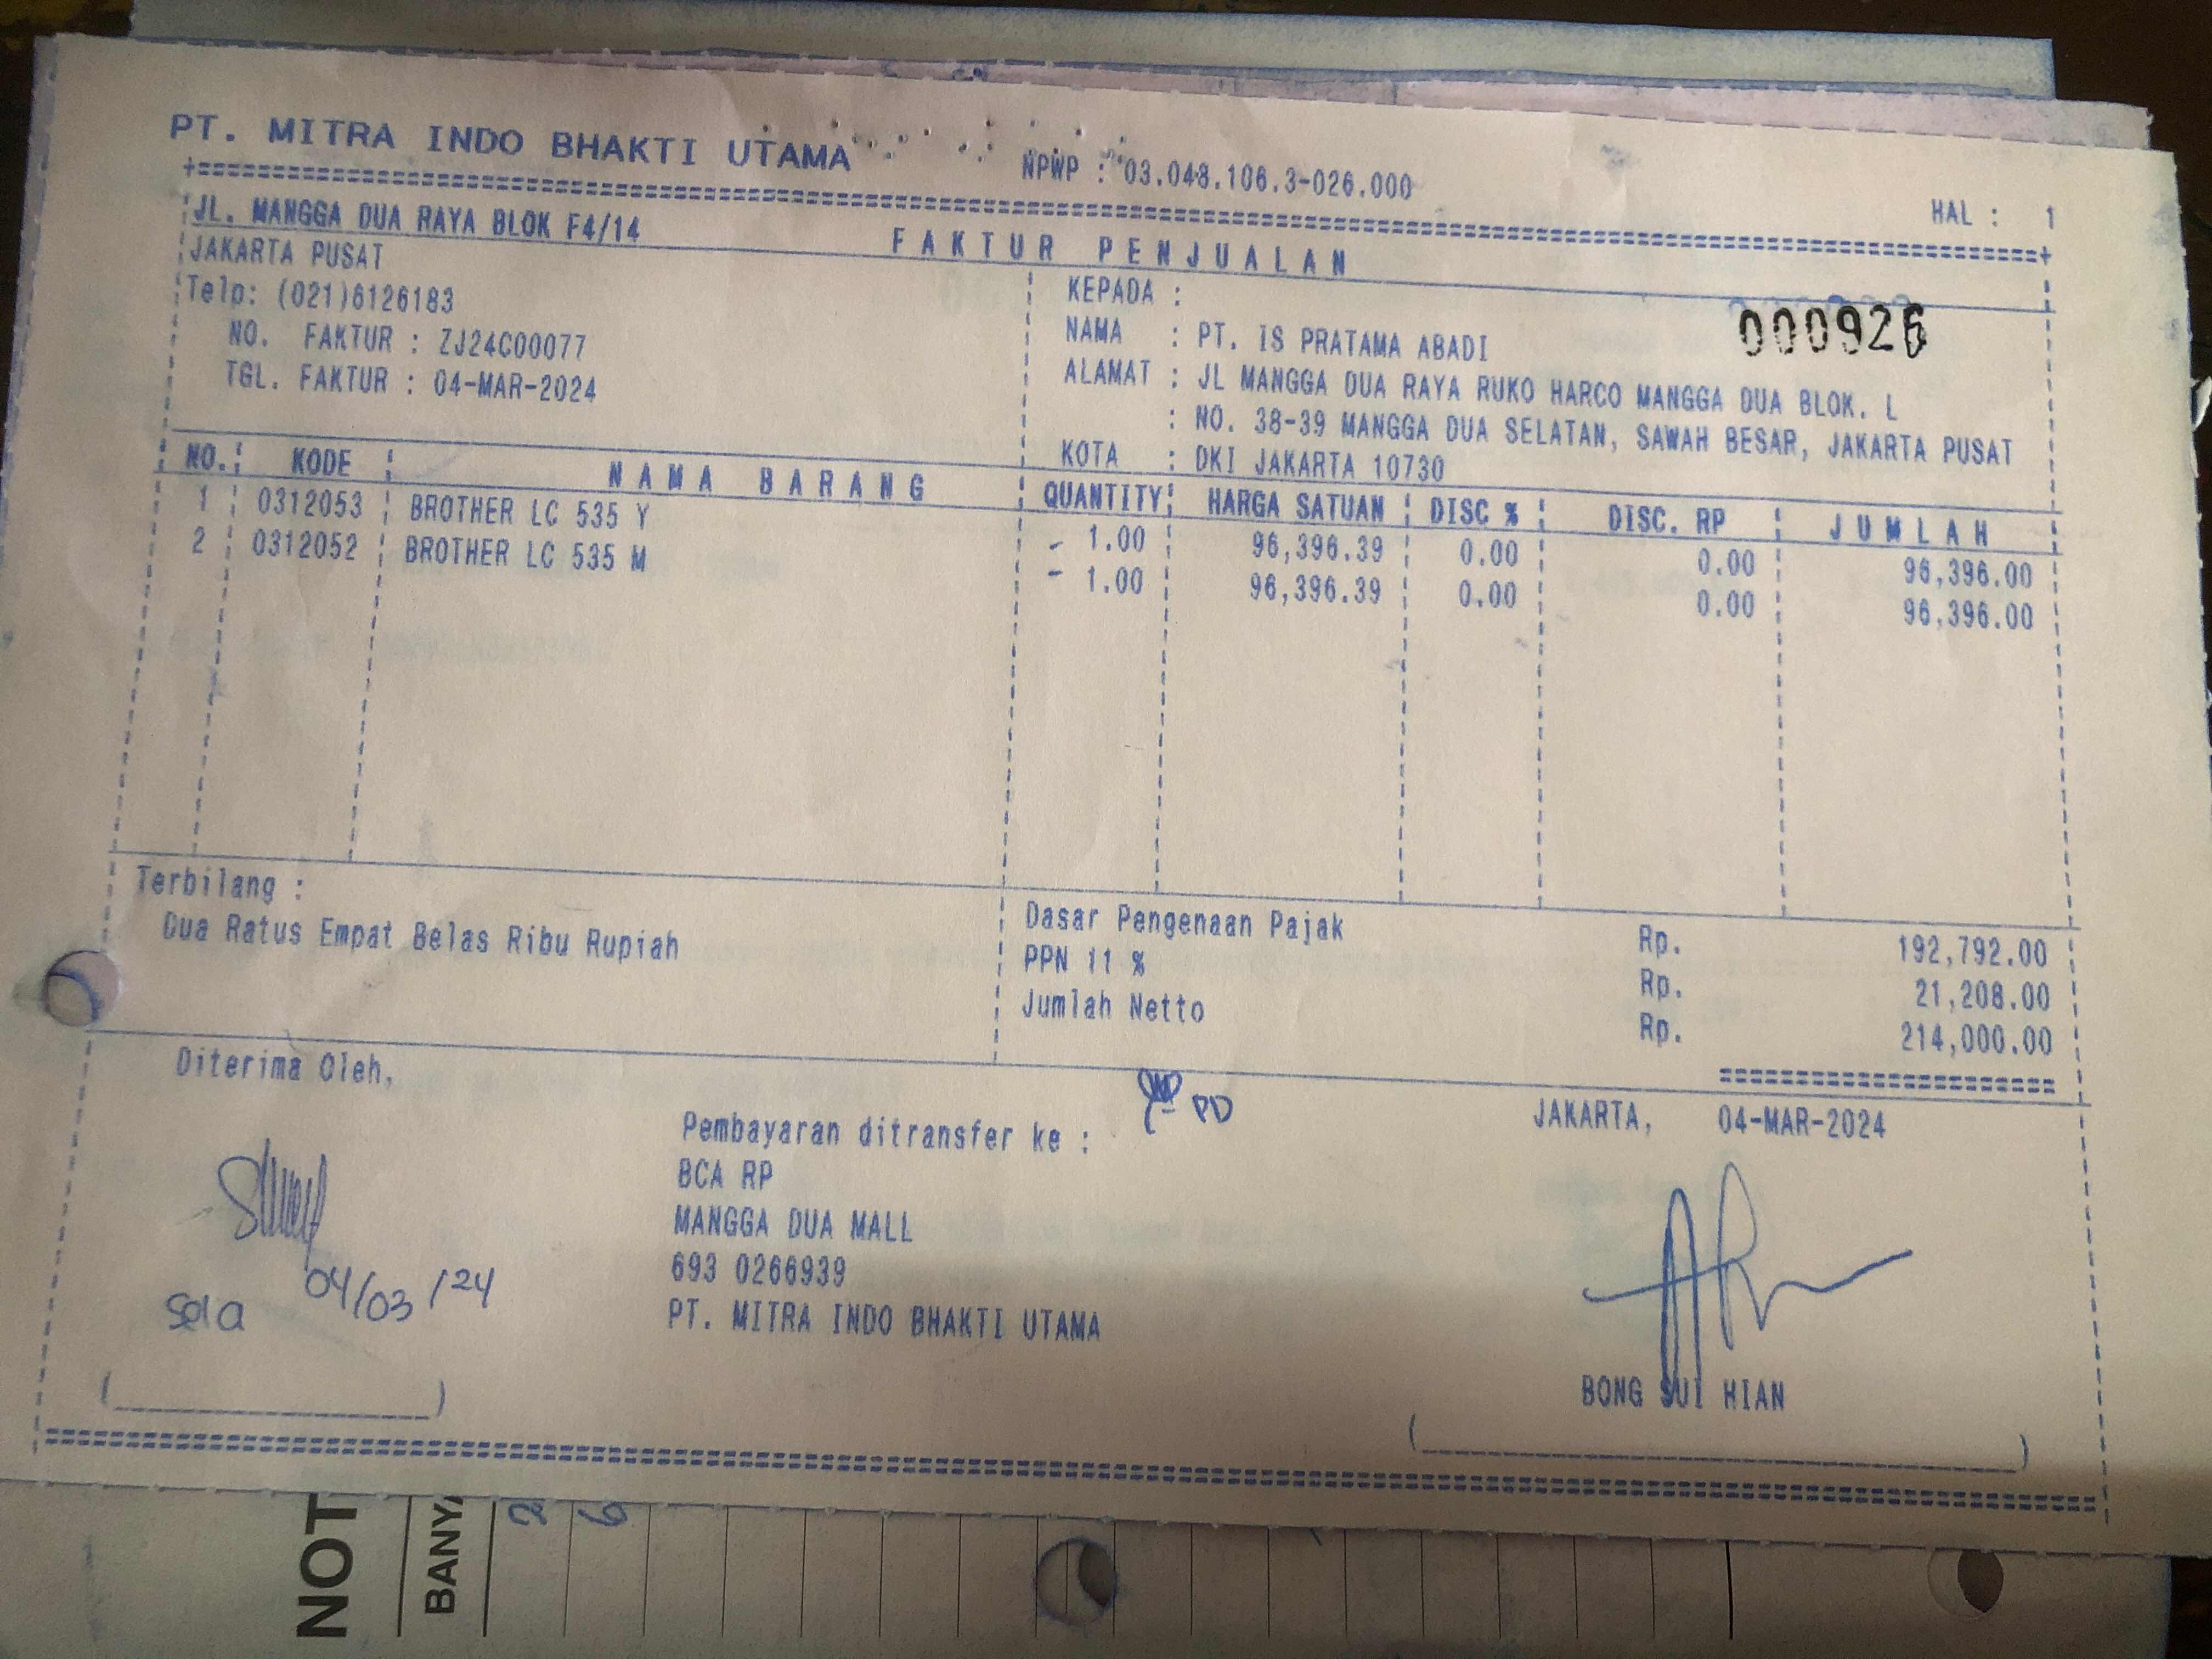 PT. MITRA INDO BHAKTI UTAMA
NPWP : 03.048.106.3-026.000
HAL : 1
JL. MANGGA DUA RAYA BLOK F4/14
FAKTUR PENJUALAN
JAKARTA PUSAT
Telp: (021)6126183
NO. FAKTUR : ZJ24C00077
TGL. FAKTUR : 04-MAR-2024
KEPADA :
000926
NAMA : PT. IS PRATAMA ABADI
ALAMAT : JL MANGGA DUA RAYA RUKO HARCO MANGGA DUA BLOK. L
: NO. 38-39 MANGGA DUA SELATAN, SAWAH BESAR, JAKARTA PUSAT
KOTA : DKI JAKARTA 10730
NO. KODE NAMA BARANG QUANTITY HARGA SATUAN DISC % DISC. RP JUMLAH
1 0312053 BROTHER LC 535 Y 1.00 96,396.39 0.00 0.00 96,396.00
2 0312052 BROTHER LC 535 M 1.00 96,396.39 0.00 0.00 96,396.00
Terbilang :
Dua Ratus Empat Belas Ribu Rupiah
Dasar Pengenaan Pajak Rp. 192,792.00
PPN 11 % Rp. 21,208.00
Jumlah Netto Rp. 214,000.00
Diterima Oleh,
04/03/24
PD
Pembayaran ditransfer ke :
BCA RP
MANGGA DUA MALL
693 0266939
PT. MITRA INDO BHAKTI UTAMA
JAKARTA, 04-MAR-2024
BONG SUI HIAN
NOT
BANYA